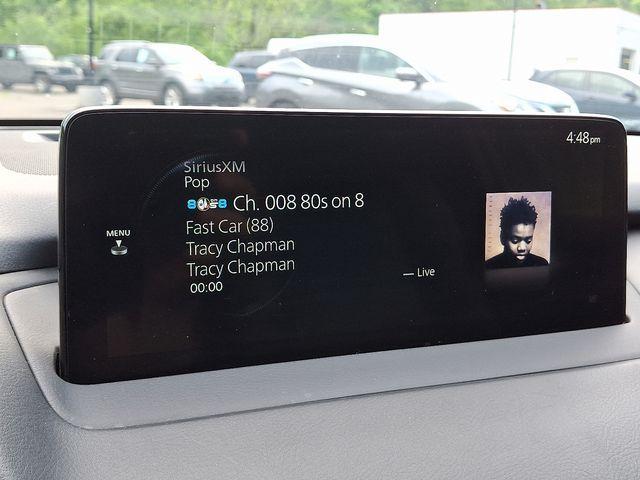 4:48pm
SiriusXM
Pop
Ch. 008 80s on 8
Fast Car (88)
Tracy Chapman
Tracy Chapman
00:00
MENU
Live